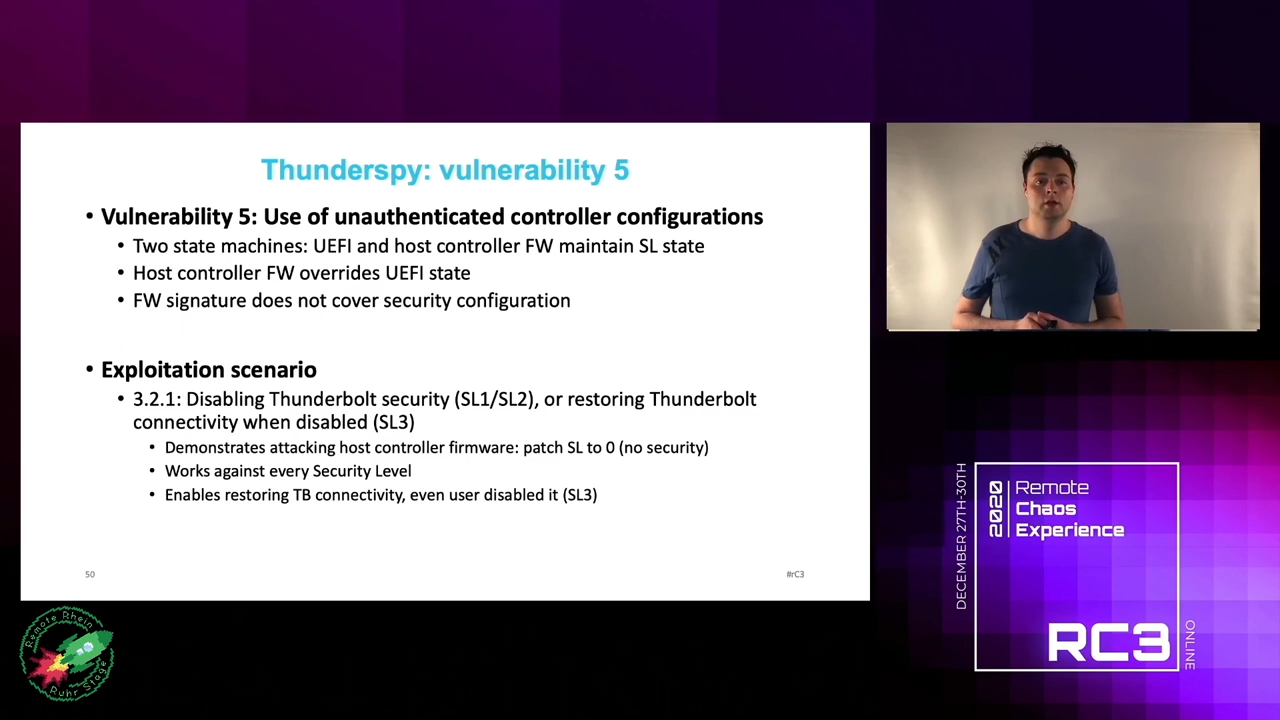 Thunderspy: vulnerability 5
• Vulnerability 5: Use of unauthenticated controller configurations
• Two state machines: UEFI and host controller FW maintain SL state
• Host controller FW overrides UEFI state
• FW signature does not cover security configuration
• Exploitation scenario
• 3.2.1: Disabling Thunderbolt security (SL1/SL2), or restoring Thunderbolt
connectivity when disabled (SL3)
• Demonstrates attacking host controller firmware: patch SL to 0 (no security)
• Works against every Security Level
• Enables restoring TB connectivity, even user disabled it (SL3)
50
#rC3
Remote Rhein
Ruhr Stage
DECEMBER 27TH-30TH
2020
Remote
Chaos
Experience
RC3
ONLINE